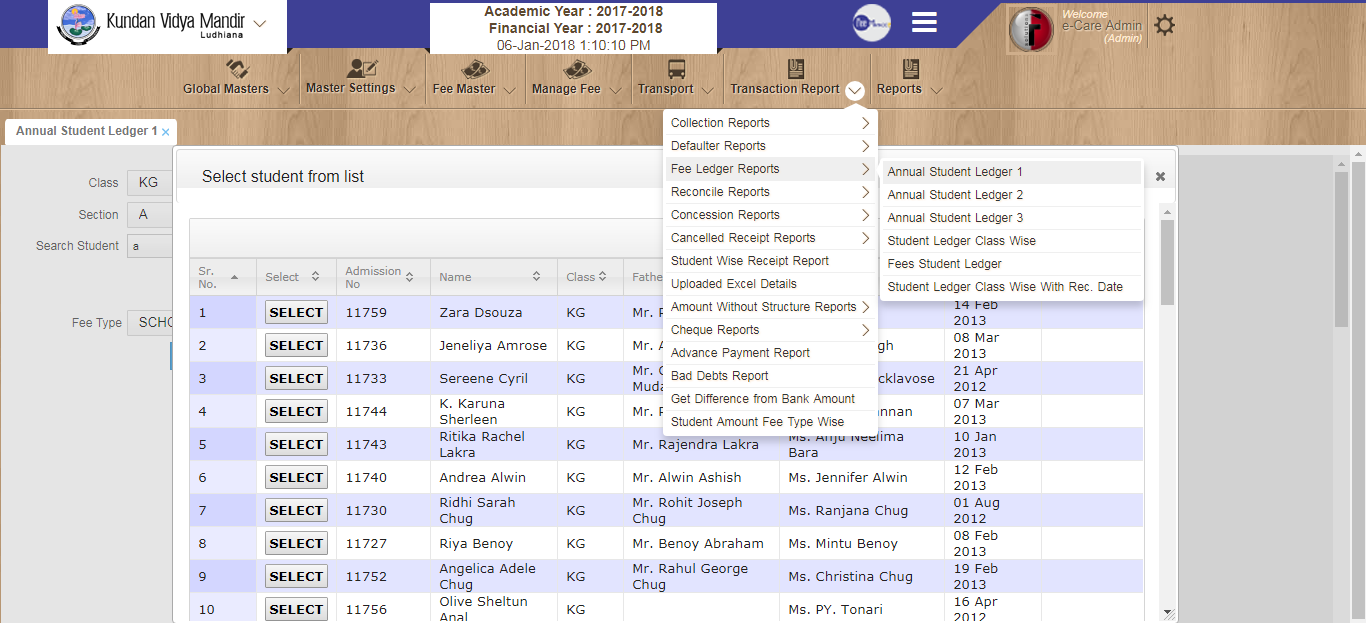 Kundan Vidya Mandir
Ludhiana
Academic Year : 2017-2018
Financial Year : 2017-2018
06-Jan-2018 1:10:10 PM
Welcome
e-Care Admin
(Admin)
Global Masters
Master Settings
Fee Master
Manage Fee
Transport
Transaction Report
Reports
Annual Student Ledger 1 ×
Collection Reports
Defaulter Reports
Fee Ledger Reports
Reconcile Reports
Concession Reports
Cancelled Receipt Reports
Student Wise Receipt Report
Uploaded Excel Details
Amount Without Structure Reports
Cheque Reports
Advance Payment Report
Bad Debts Report
Get Difference from Bank Amount
Student Amount Fee Type Wise
Annual Student Ledger 1
Annual Student Ledger 2
Annual Student Ledger 3
Student Ledger Class Wise
Fees Student Ledger
Student Ledger Class Wise With Rec. Date
Class KG
Section A
Search Student a
Fee Type SCHO
Select student from list
Sr. No. Select Admission No Name Class Fathe
1 SELECT 11759 Zara Dsouza KG Mr. 14 Feb 2013
2 SELECT 11736 Jeneliya Amrose KG Mr. gh 08 Mar 2013
3 SELECT 11733 Sereene Cyril KG Mr. Muda cklavose 21 Apr 2012
4 SELECT 11744 K. Karuna Sherleen KG Mr. annan 07 Mar 2013
5 SELECT 11743 Ritika Rachel Lakra KG Mr. Rajendra Lakra Ms. Anju Neelima Bara 10 Jan 2013
6 SELECT 11740 Andrea Alwin KG Mr. Alwin Ashish Ms. Jennifer Alwin 12 Feb 2013
7 SELECT 11730 Ridhi Sarah Chug KG Mr. Rohit Joseph Chug Ms. Ranjana Chug 01 Aug 2012
8 SELECT 11727 Riya Benoy KG Mr. Benoy Abraham Ms. Mintu Benoy 08 Feb 2013
9 SELECT 11752 Angelica Adele Chug KG Mr. Rahul George Chug Ms. Christina Chug 19 Feb 2013
10 SELECT 11756 Olive Sheltun Anal KG Ms. PY. Tonari 16 Apr 2012